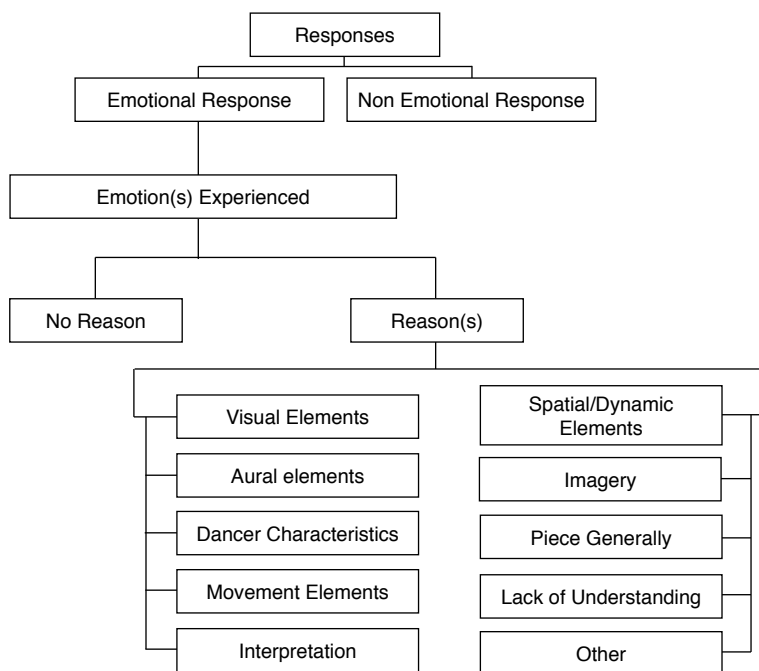 Responses
Emotional Response
Non Emotional Response
Emotion(s) Experienced
No Reason
Reason(s)
Visual Elements
Aural elements
Dancer Characteristics
Movement Elements
Interpretation
Spatial/Dynamic
Elements
Imagery
Piece Generally
Lack of Understanding
Other